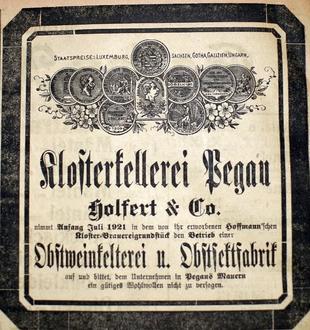 STAATSPREISE: LUXEMBURG, SACHSEN, GOTHA, GALIZIEN, UNGARN.
Klosterkellerei Pegau
Holfert & Co.
nimmt Anfang Juli 1921 in dem von ihr erworbenen Hoffmann'schen
Kloster-Brauereigrundstück den Betrieb einer
Obstweinkelterei u. Obstsektfabrik
auf und bittet, dem Unternehmen in Pegaus Mauern
ein gütiges Wohlwollen nicht zu versagen.